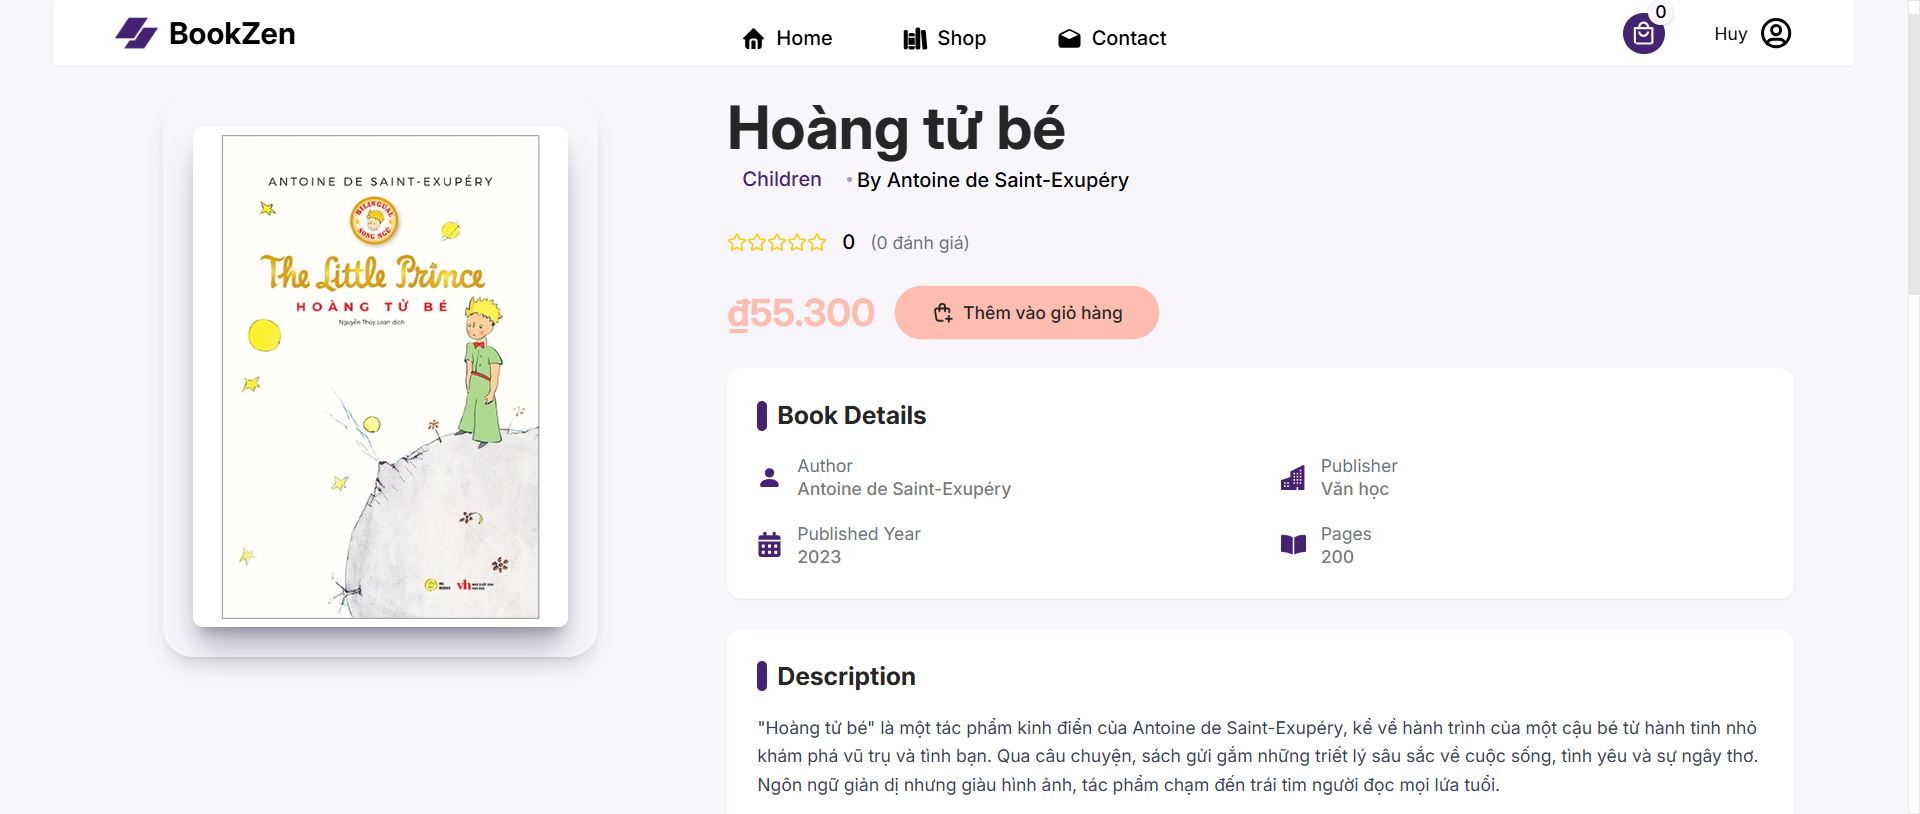 BookZen
Home
Shop
Contact
0
Huy
ANTOINE DE SAINT-EXUPÉRY
BILINGUAL
SONG NGỮ
The Little Prince
HOÀNG TỬ BÉ
Nguyễn Thúy Loan dịch
vh
Hoàng tử bé
Children
• By Antoine de Saint-Exupéry
0 (0 đánh giá)
₫55.300
Thêm vào giỏ hàng
Book Details
Author
Antoine de Saint-Exupéry
Publisher
Văn học
Published Year
2023
Pages
200
Description
"Hoàng tử bé" là một tác phẩm kinh điển của Antoine de Saint-Exupéry, kể về hành trình của một cậu bé từ hành tinh nhỏ
khám phá vũ trụ và tình bạn. Qua câu chuyện, sách gửi gắm những triết lý sâu sắc về cuộc sống, tình yêu và sự ngây thơ.
Ngôn ngữ giản dị nhưng giàu hình ảnh, tác phẩm chạm đến trái tim người đọc mọi lứa tuổi.